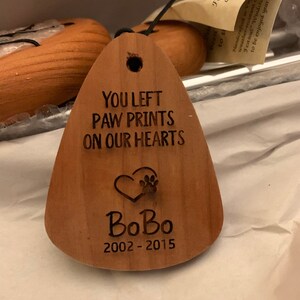 YOU LEFT
PAW PRINTS
ON OUR HEARTS
BoBo
2002 - 2015